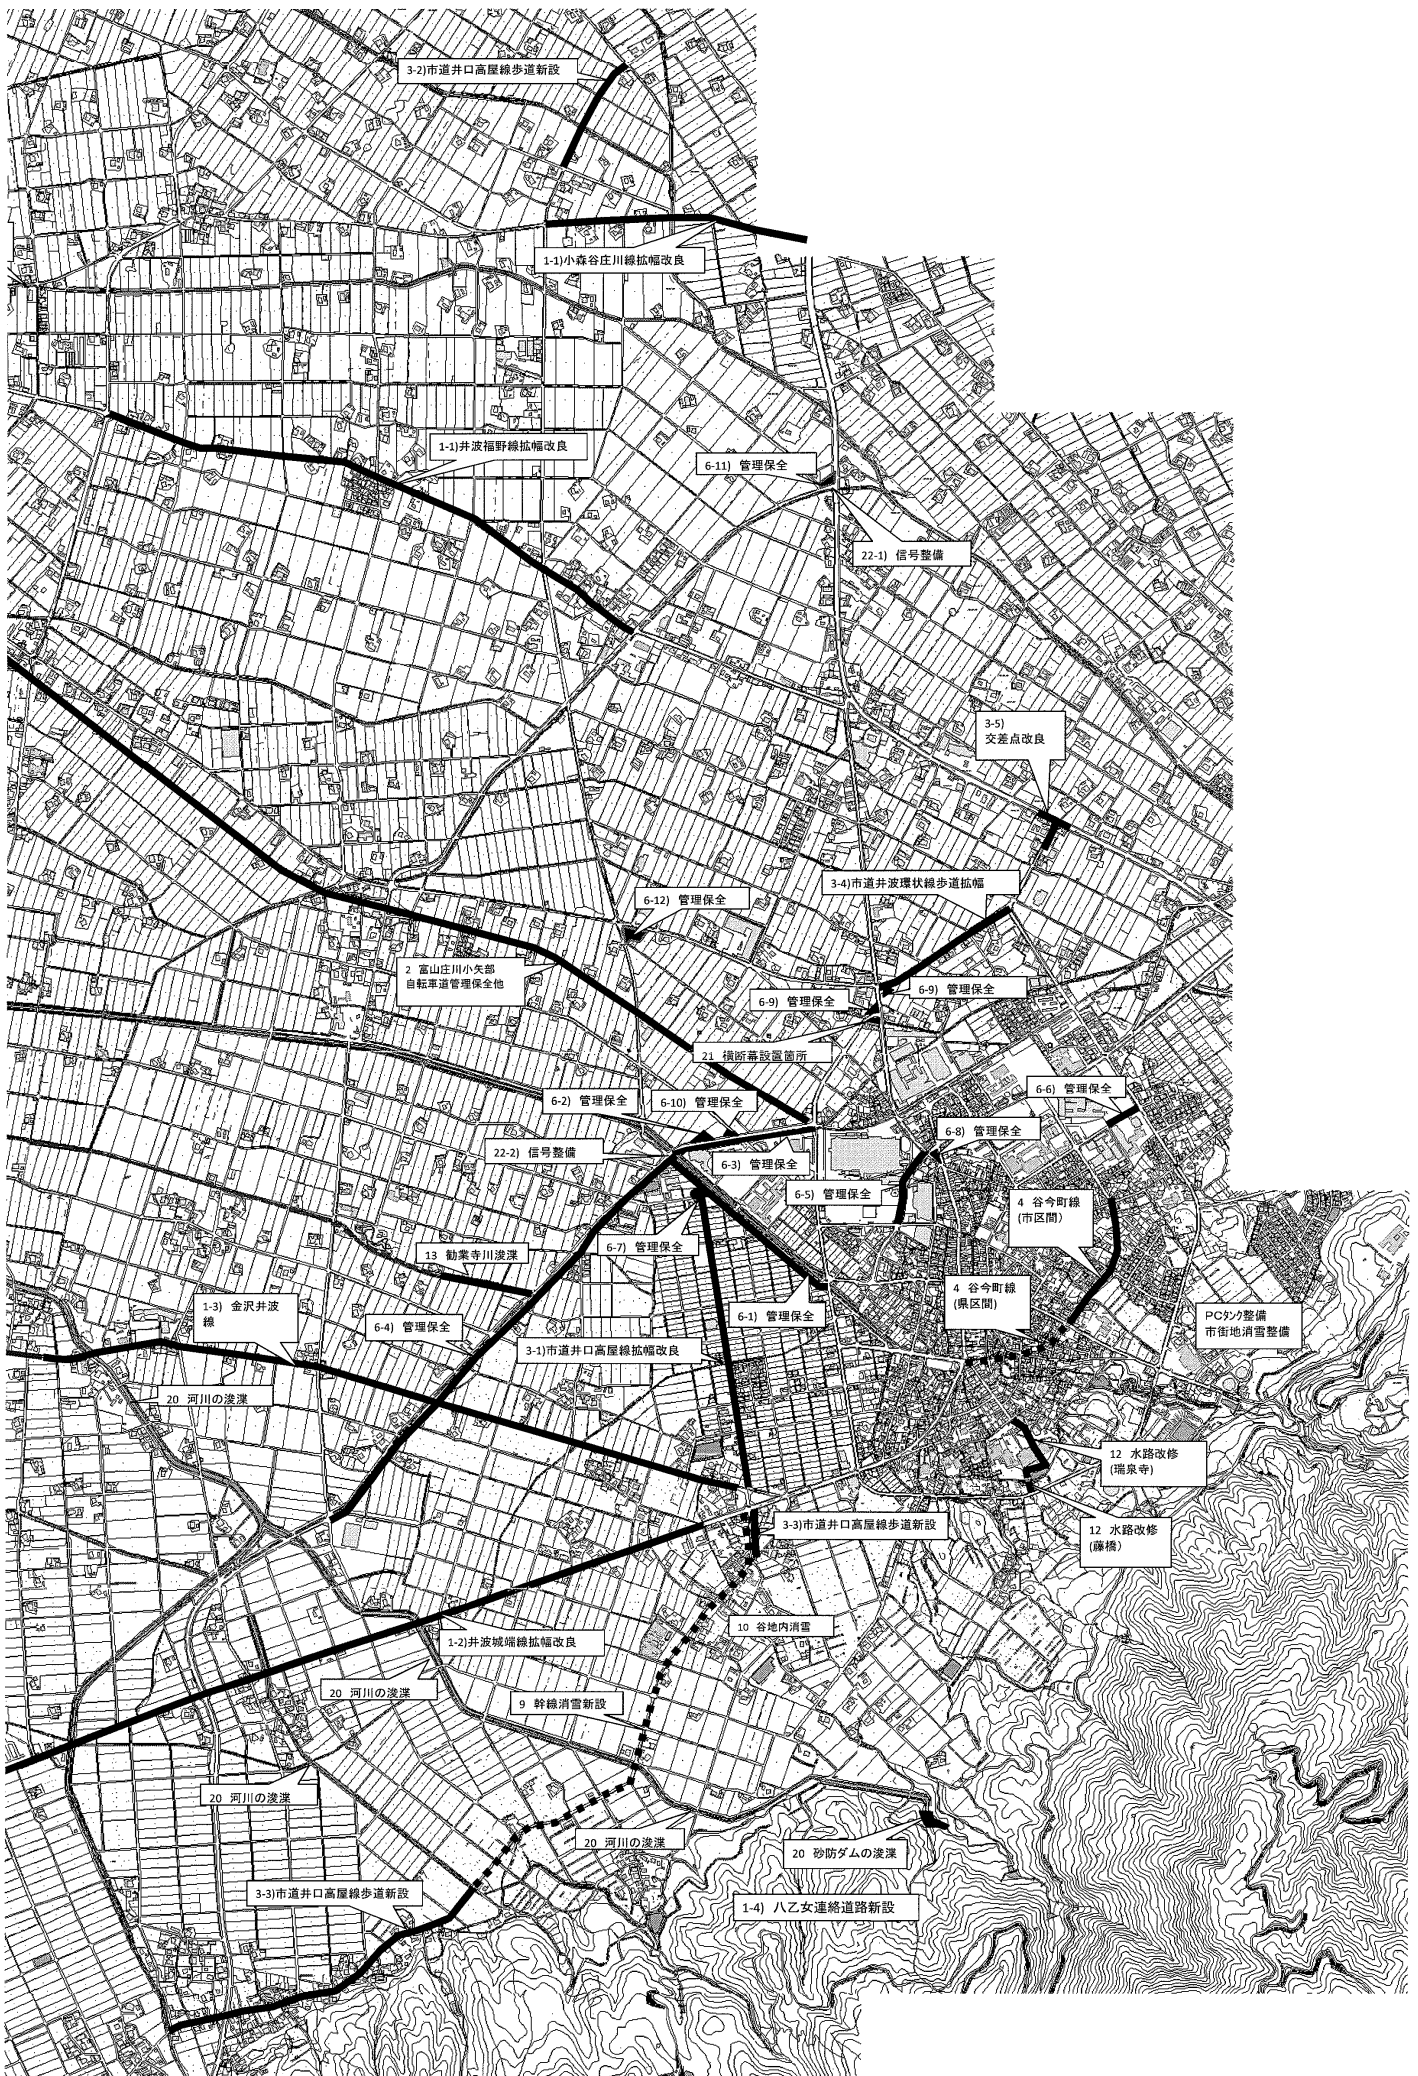 3-2)市道井口高屋線歩道新設
1-1)小森谷庄川線拡幅改良
1-1)井波福野線拡幅改良
6-11) 管理保全
22-1) 信号整備
3-5)
交差点改良
3-4)市道井波環状線歩道拡幅
6-12) 管理保全
2 富山庄川小矢部
自転車道管理保全他
6-9) 管理保全
6-9) 管理保全
21 横断幕設置箇所
6-6) 管理保全
6-2) 管理保全
6-10) 管理保全
6-8) 管理保全
22-2) 信号整備
6-3) 管理保全
6-5) 管理保全
4 谷今町線
(市区間)
6-7) 管理保全
13 勧業寺川浚渫
4 谷今町線
(県区間)
1-3) 金沢井波
線
6-4) 管理保全
6-1) 管理保全
PCタンク整備
市街地消雪整備
3-1)市道井口高屋線拡幅改良
20 河川の浚渫
12 水路改修
(瑞泉寺)
3-3)市道井口高屋線歩道新設
12 水路改修
(藤橋)
10 谷地内消雪
1-2)井波城端線拡幅改良
20 河川の浚渫
9 幹線消雪新設
20 河川の浚渫
20 河川の浚渫
20 砂防ダムの浚渫
3-3)市道井口高屋線歩道新設
1-4) 八乙女連絡道路新設